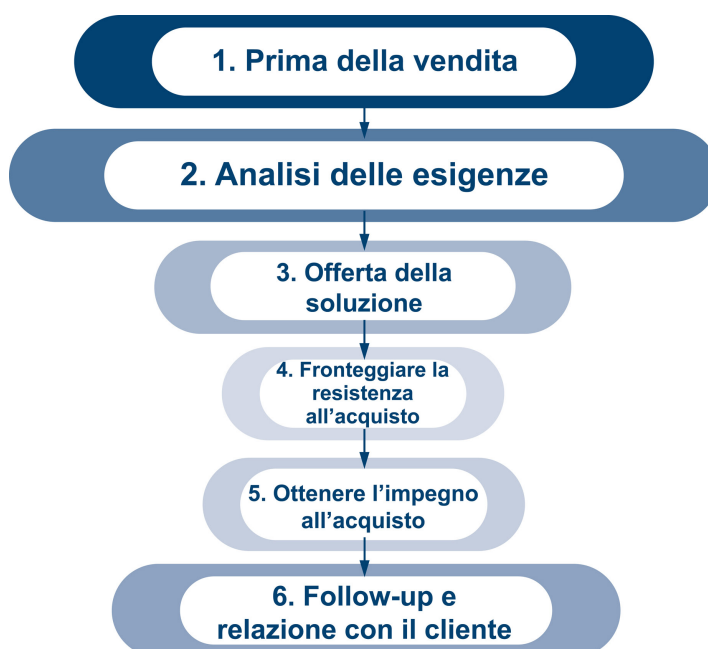 1. Prima della vendita
2. Analisi delle esigenze
3. Offerta della
soluzione
4. Fronteggiare la
resistenza
all’acquisto
5. Ottenere l’impegno
all’acquisto
6. Follow-up e
relazione con il cliente